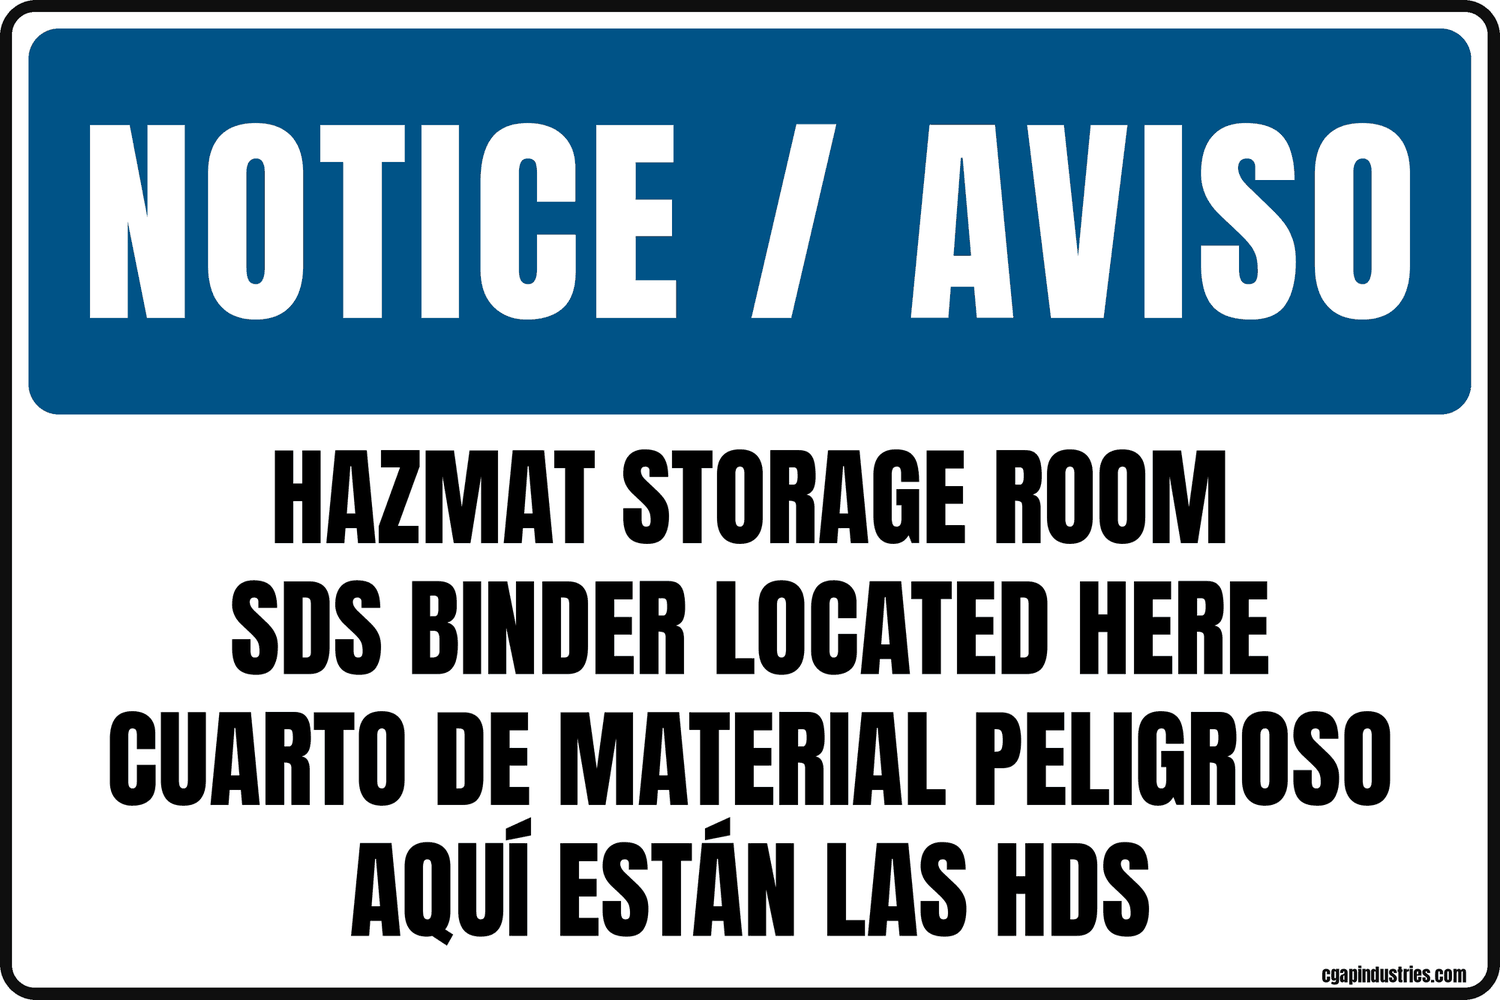 NOTICE / AVISO
HAZMAT STORAGE ROOM
SDS BINDER LOCATED HERE
CUARTO DE MATERIAL PELIGROSO
AQUÍ ESTÁN LAS HDS
cgapindustries.com